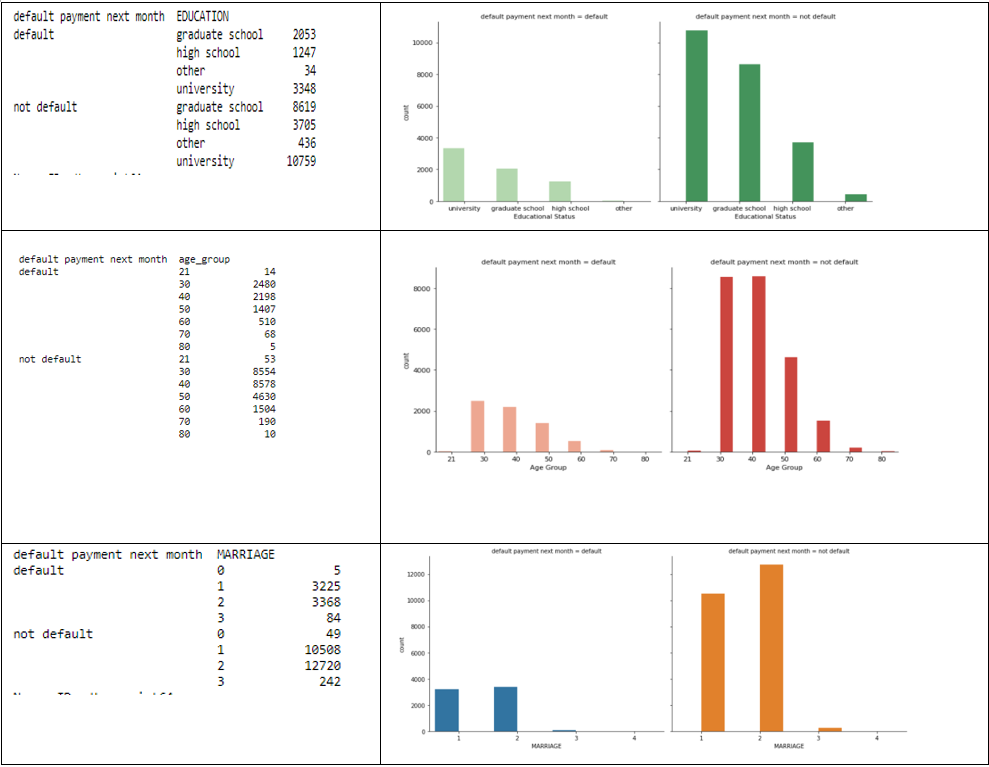 default payment next month  EDUCATION
default  graduate school  2053
high school  1247
other  34
university  3348
not default  graduate school  8619
high school  3705
other  436
university  10759
default payment next month = default
default payment next month = not default
10000
8000
6000
4000
2000
0
count
university  graduate school  high school  other
Educational Status
university  graduate school  high school  other
Educational Status
default payment next month  age_group
default  21  14
30  2480
40  2198
50  1407
60  510
70  68
80  5
not default  21  53
30  8554
40  8578
50  4630
60  1504
70  190
80  10
default payment next month = default
default payment next month = not default
8000
6000
4000
2000
0
count
21  30  40  50  60  70  80
Age Group
21  30  40  50  60  70  80
Age Group
default payment next month  MARRIAGE
default  0  5
1  3225
2  3368
3  84
not default  0  49
1  10508
2  12720
3  242
default payment next month = default
default payment next month = not default
12000
10000
8000
6000
4000
2000
0
count
1  2  3  4
MARRIAGE
1  2  3  4
MARRIAGE